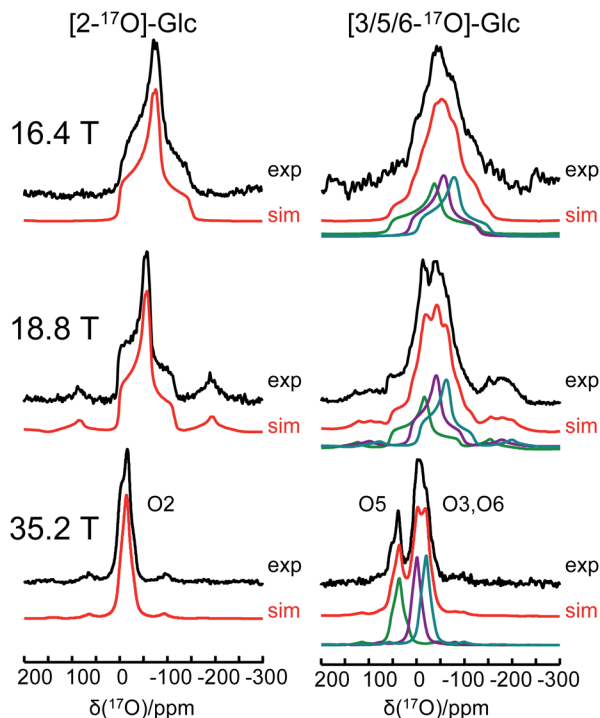 [2-¹⁷O]-Glc [3/5/6-¹⁷O]-Glc
16.4 T
exp exp
sim sim
18.8 T
exp exp
sim sim
35.2 T
O2 O5 O3,O6
exp exp
sim sim
200 100 0 -100 -200 -300 200 100 0 -100 -200 -300
δ(¹⁷O)/ppm δ(¹⁷O)/ppm